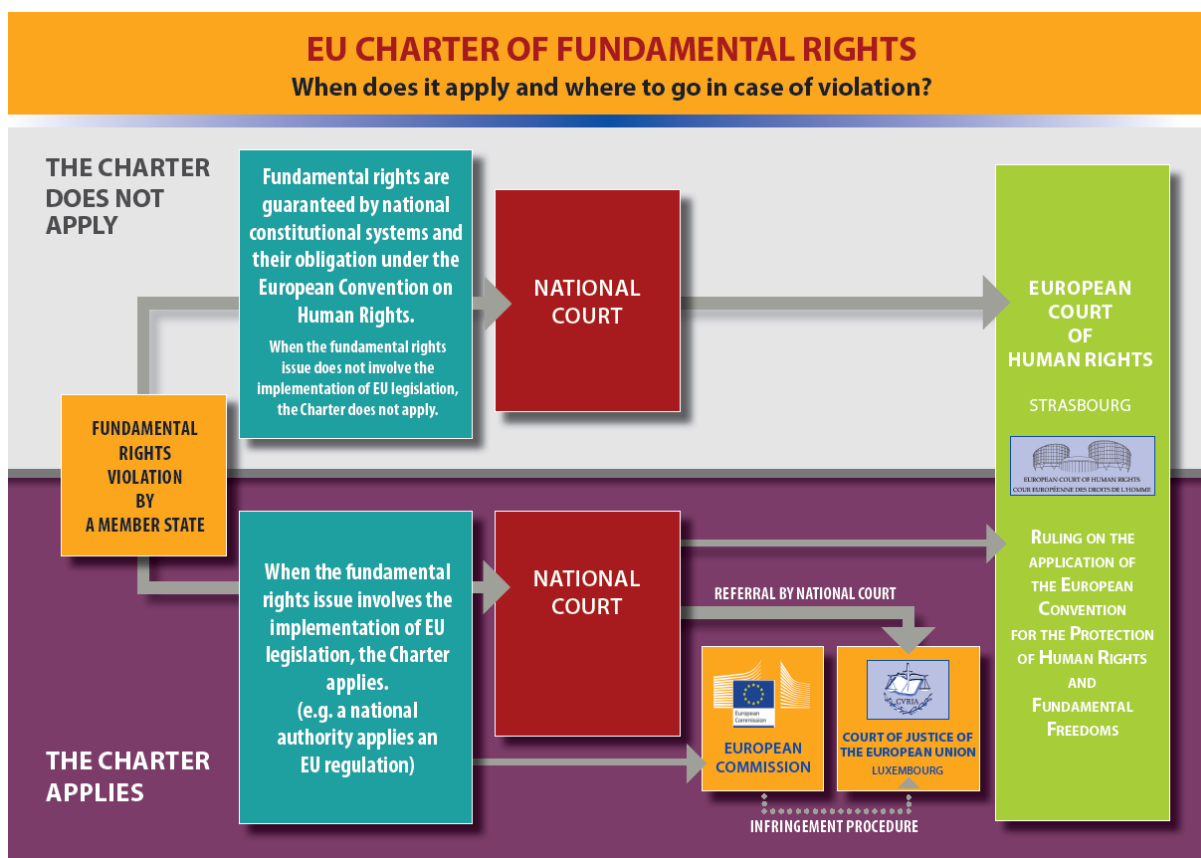 EU CHARTER OF FUNDAMENTAL RIGHTS
When does it apply and where to go in case of violation?
THE CHARTER
DOES NOT
APPLY
Fundamental rights are
guaranteed by national
constitutional systems and
their obligation under the
European Convention on
Human Rights.
When the fundamental rights
issue does not involve the
implementation of EU legislation,
the Charter does not apply.
NATIONAL
COURT
EUROPEAN
COURT
OF
HUMAN RIGHTS
STRASBOURG
EUROPEAN COURT OF HUMAN RIGHTS
COUR EUROPÉENNE DES DROITS DE L'HOMME
RULING ON THE
APPLICATION OF
THE EUROPEAN
CONVENTION
FOR THE PROTECTION
OF HUMAN RIGHTS
AND
FUNDAMENTAL
FREEDOMS
FUNDAMENTAL
RIGHTS
VIOLATION
BY
A MEMBER STATE
When the fundamental
rights issue involves the
implementation of EU
legislation, the Charter
applies.
(e.g. a national
authority applies an
EU regulation)
NATIONAL
COURT
REFERRAL BY NATIONAL COURT
European
Commission
EUROPEAN
COMMISSION
CVRIA
COURT OF JUSTICE OF
THE EUROPEAN UNION
LUXEMBOURG
INFRINGEMENT PROCEDURE
THE CHARTER
APPLIES